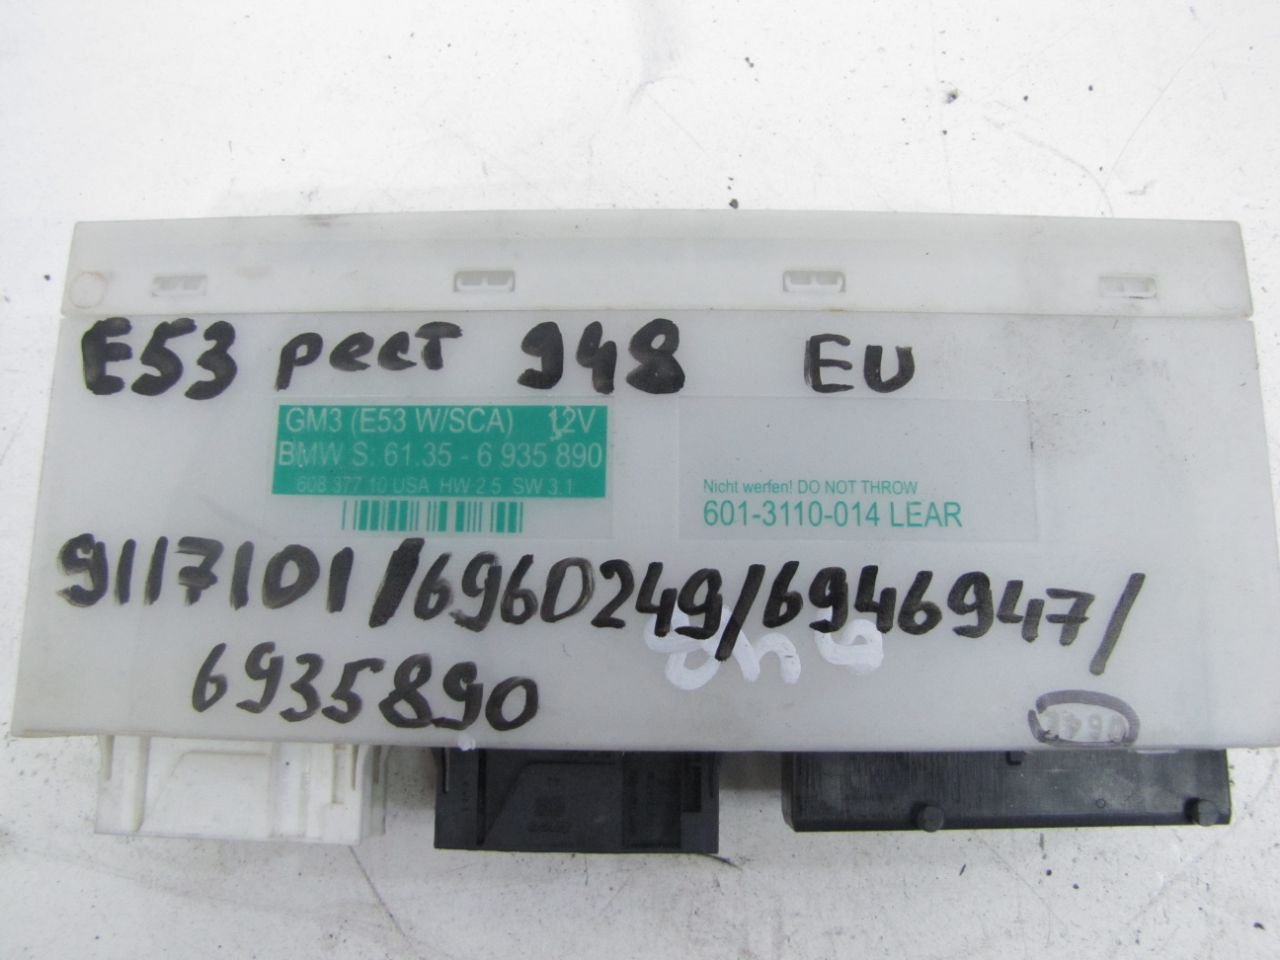 E53 рест 948 EU
GM3 (E53 W/SCA) 12V
BMW S: 61.35 - 6 935 890
608 377 10 USA HW 2.5 SW 3.1
Nicht werfen! DO NOT THROW
601-3110-014 LEAR
9117101/6960249/6946947/
6935890
948